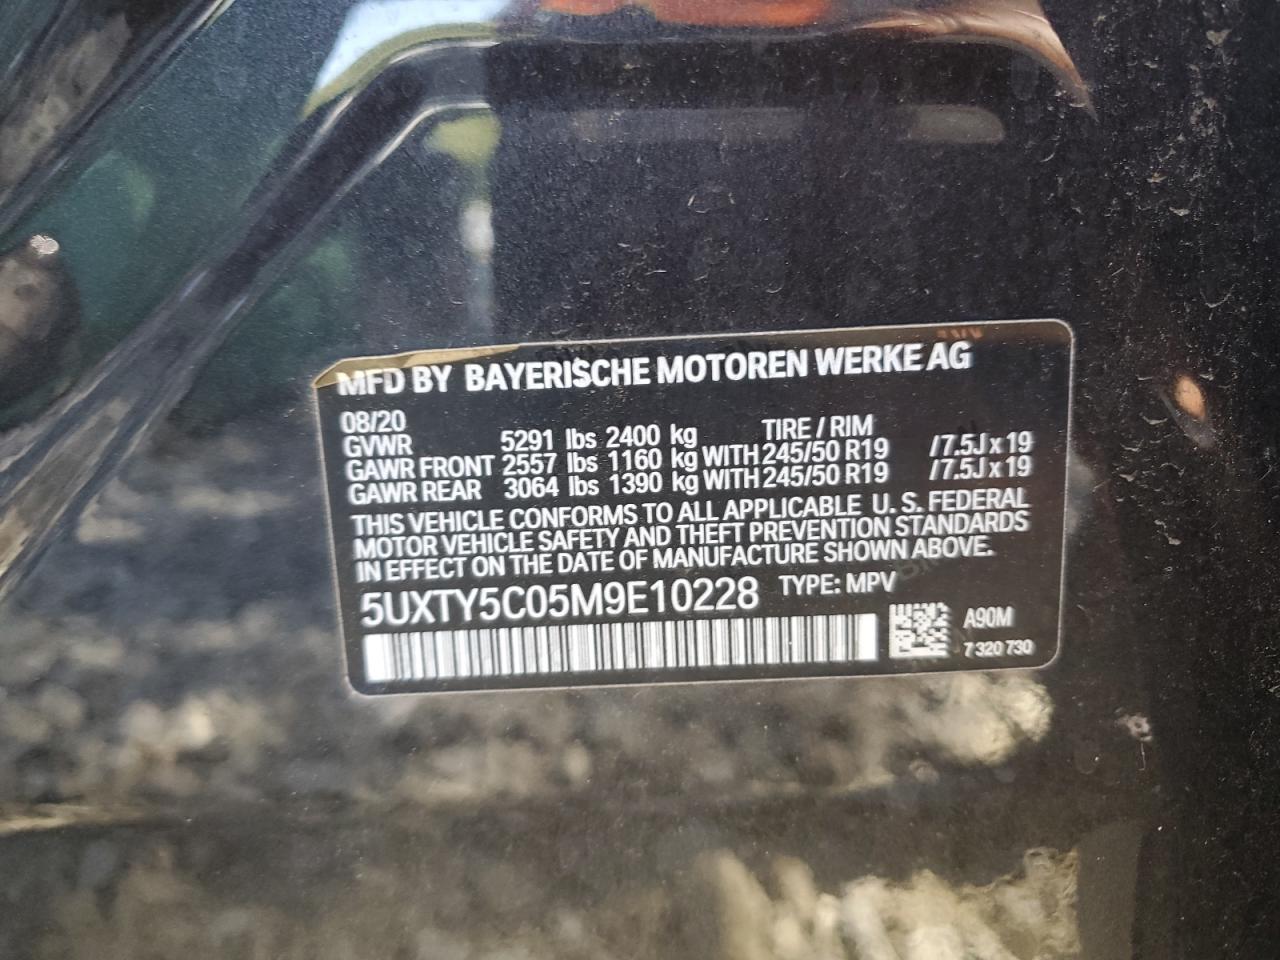 MFD BY BAYERISCHE MOTOREN WERKE AG
08/20 TIRE / RIM
GVWR 5291 lbs 2400 kg
GAWR FRONT 2557 lbs 1160 kg WITH 245/50 R19 /7.5J x 19
GAWR REAR 3064 lbs 1390 kg WITH 245/50 R19 /7.5J x 19
THIS VEHICLE CONFORMS TO ALL APPLICABLE U. S. FEDERAL
MOTOR VEHICLE SAFETY AND THEFT PREVENTION STANDARDS
IN EFFECT ON THE DATE OF MANUFACTURE SHOWN ABOVE.
5UXTY5C05M9E10228 TYPE: MPV
A90M
7 320 730